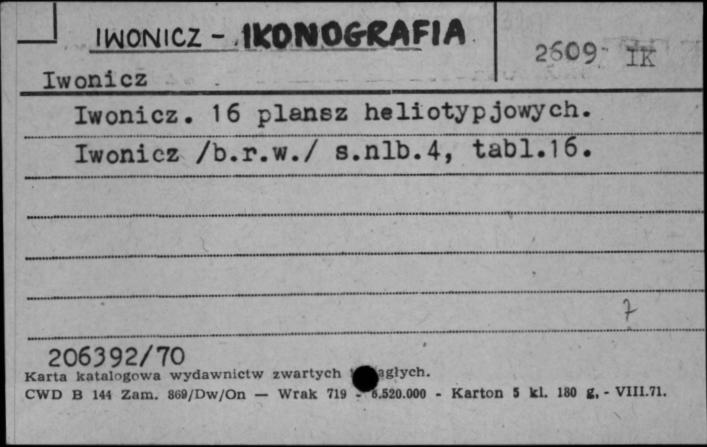 IWONICZ - IKONOGRAFIA
2609 IK
Iwonicz
Iwonicz. 16 plansz heliotypjowych.
Iwonicz /b.r.w./ s.nlb.4, tabl.16.
7
206392/70
Karta katalogowa wydawnictw zwartych
CWD B 144 Zam. 869/Dw/On — Wrak 719 - 6.520.000 - Karton 5 kl. 180 g, - VIII.71.